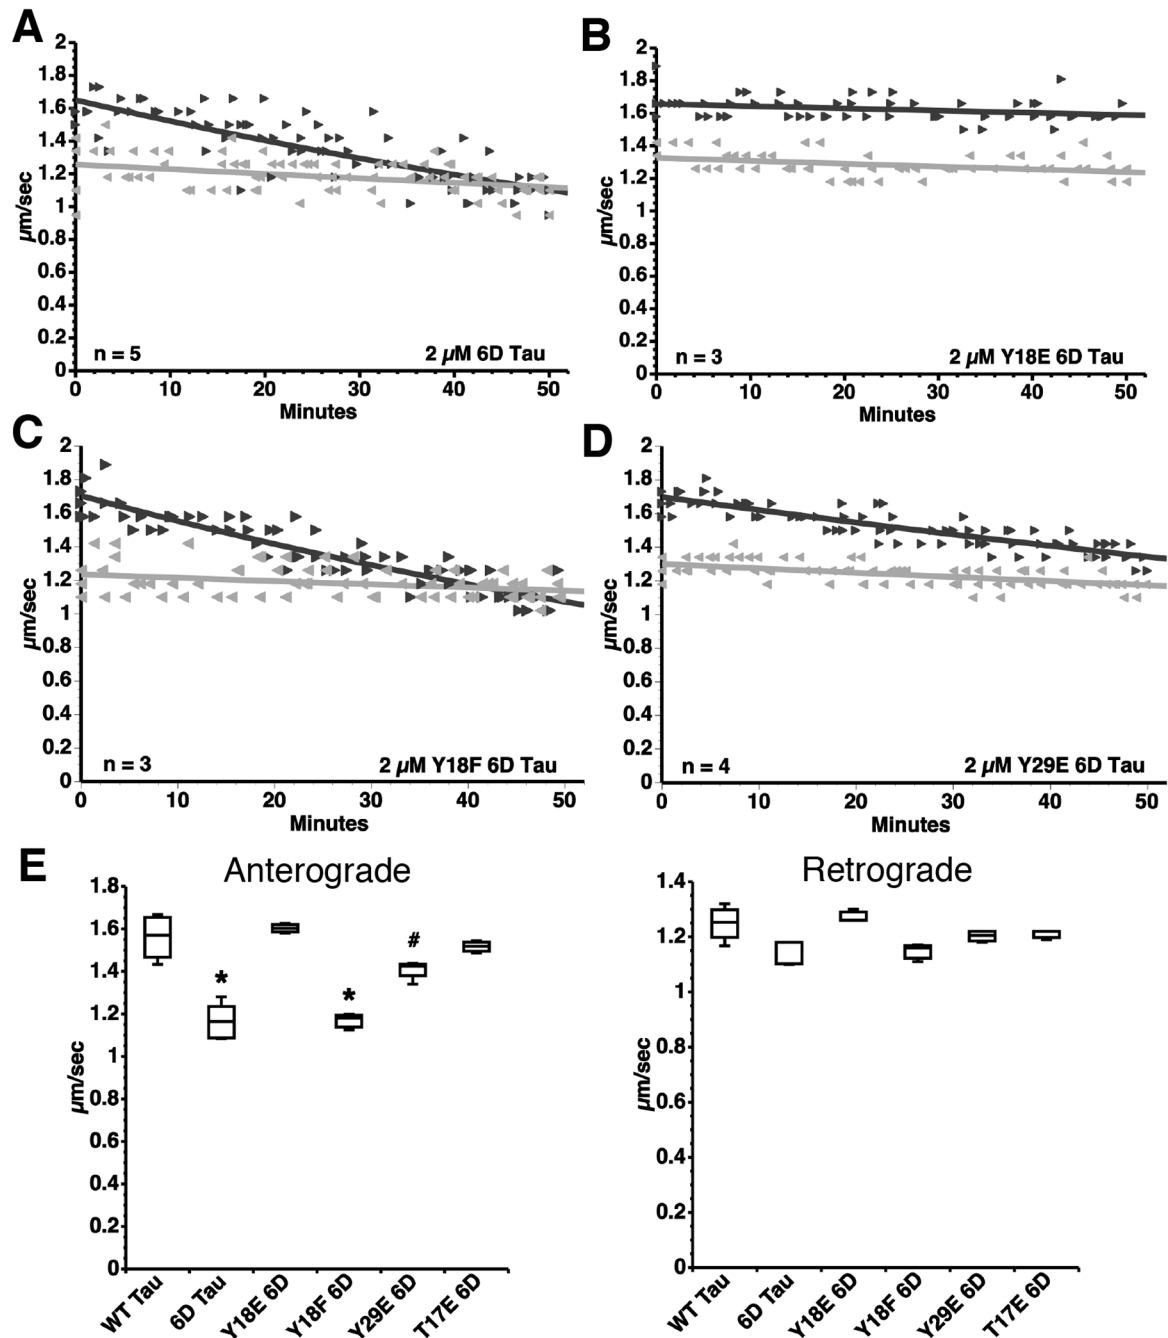 A
2
1.8
1.6
1.4
1.2
1
0.8
0.6
0.4
0.2
0
µm/sec
n = 5
2 µM 6D Tau
0 10 20 30 40 50
Minutes
B
2
1.8
1.6
1.4
1.2
1
0.8
0.6
0.4
0.2
0
µm/sec
n = 3
2 µM Y18E 6D Tau
0 10 20 30 40 50
Minutes
C
2
1.8
1.6
1.4
1.2
1
0.8
0.6
0.4
0.2
0
µm/sec
n = 3
2 µM Y18F 6D Tau
0 10 20 30 40 50
Minutes
D
2
1.8
1.6
1.4
1.2
1
0.8
0.6
0.4
0.2
0
µm/sec
n = 4
2 µM Y29E 6D Tau
0 10 20 30 40 50
Minutes
E
Anterograde
1.8
1.6
1.4
1.2
1
0.8
0.6
0.4
0.2
0
µm/sec
*
*
#
WT Tau
6D Tau
Y18E 6D
Y18F 6D
Y29E 6D
T17E 6D
Retrograde
1.4
1.2
1
0.8
0.6
0.4
0.2
0
µm/sec
WT Tau
6D Tau
Y18E 6D
Y18F 6D
Y29E 6D
T17E 6D